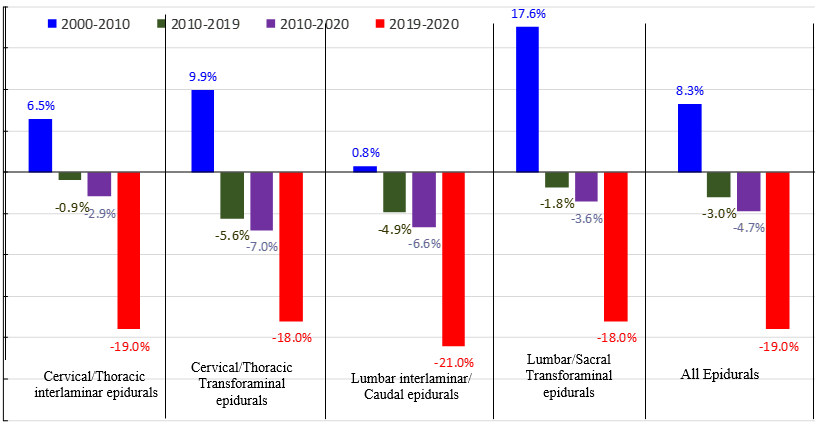 2000-2010 2010-2019 2010-2020 2019-2020
17.6%
9.9%
8.3%
6.5%
0.8%
-0.9%
-2.9%
-5.6%
-7.0%
-4.9%
-6.6%
-1.8%
-3.6%
-3.0%
-4.7%
-19.0%
-18.0%
-21.0%
-18.0%
-19.0%
Cervical/Thoracic
interlaminar epidurals
Cervical/Thoracic
Transforaminal
epidurals
Lumbar interlaminar/
Caudal epidurals
Lumbar/Sacral
Transforaminal
epidurals
All Epidurals